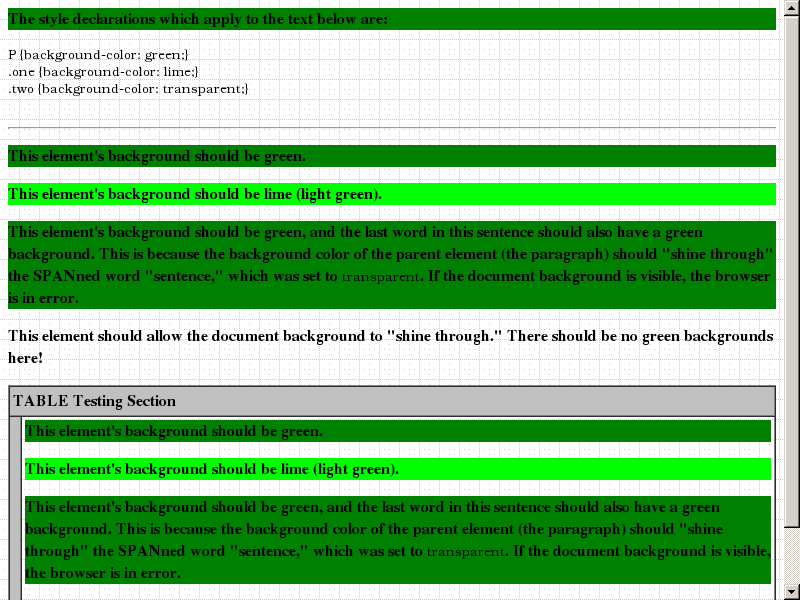 The style declarations which apply to the text below are:
P {background-color: green;}
.one {background-color: lime;}
.two {background-color: transparent;}
This element's background should be green.
This element's background should be lime (light green).
This element's background should be green, and the last word in this sentence should also have a green
background. This is because the background color of the parent element (the paragraph) should "shine through"
the SPANned word "sentence," which was set to transparent. If the document background is visible, the browser
is in error.
This element should allow the document background to "shine through." There should be no green backgrounds
here!
TABLE Testing Section
This element's background should be green.
This element's background should be lime (light green).
This element's background should be green, and the last word in this sentence should also have a green
background. This is because the background color of the parent element (the paragraph) should "shine
through" the SPANned word "sentence," which was set to transparent. If the document background is visible,
the browser is in error.